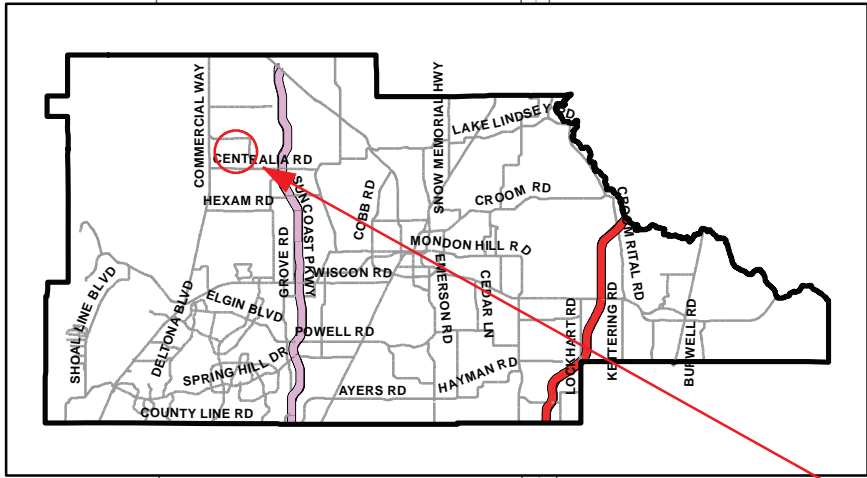 COMMERCIAL WAY
SNOW MEMORIAL HWY
LAKE LINDSEY RD
CENTRALIA RD
HEXAM RD
SUNCOAST PKWY
COBB RD
CROOM RD
CROOM RITAL RD
MONDON HILL RD
GROVE RD
WISCON RD
EMERSON RD
CEDAR LN
SHOAL LINE BLVD
DELTONA BLVD
ELGIN BLVD
POWELL RD
LOCKHART RD
KETTERING RD
BURWELL RD
SPRING HILL DR
AYERS RD
HAYMAN RD
COUNTY LINE RD